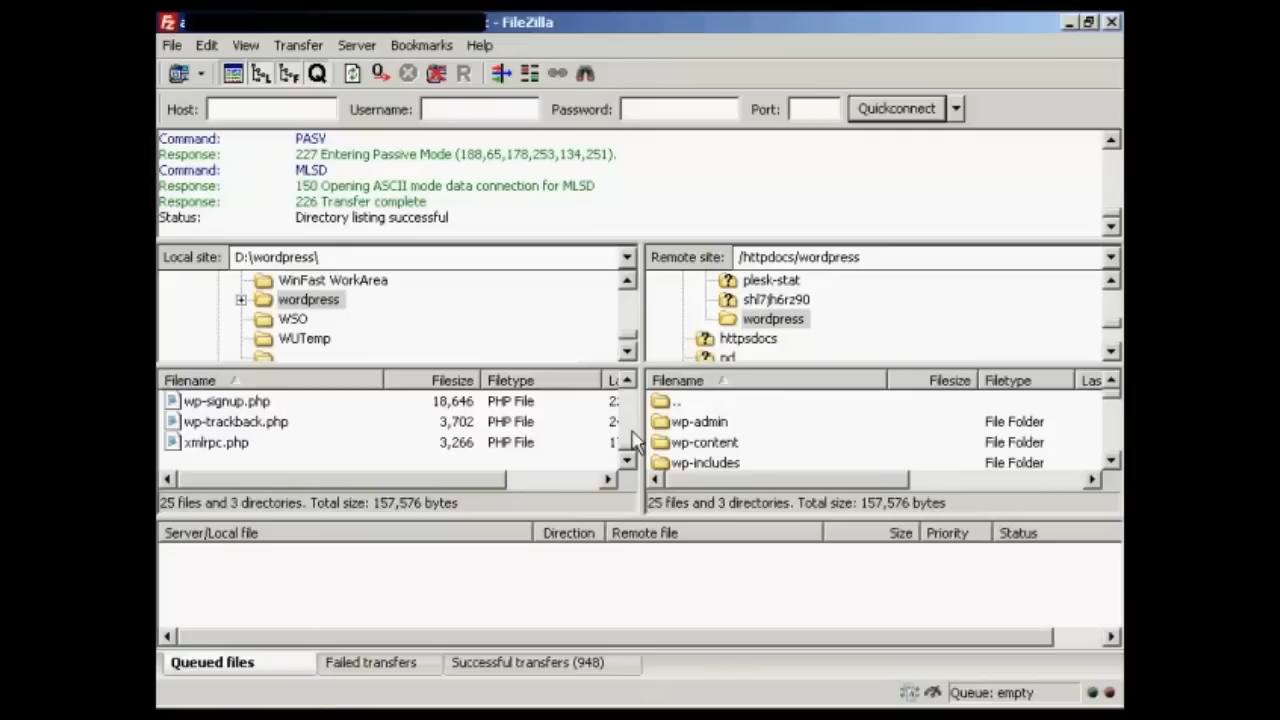 - FileZilla
File Edit View Transfer Server Bookmarks Help
Host: Username: Password: Port: Quickconnect
Command: PASV
Response: 227 Entering Passive Mode (188,65,178,253,134,251).
Command: MLSD
Response: 150 Opening ASCII mode data connection for MLSD
Response: 226 Transfer complete
Status: Directory listing successful
Local site: D:\wordpress\
WinFast WorkArea
wordpress
WSO
WUTemp
Remote site: /httpdocs/wordpress
plesk-stat
shl7jh6rz90
wordpress
httpsdocs
pd
Filename Filesize Filetype
wp-signup.php 18,646 PHP File
wp-trackback.php 3,702 PHP File
xmlrpc.php 3,266 PHP File
25 files and 3 directories. Total size: 157,576 bytes
Filename Filesize Filetype Las
..
wp-admin File Folder
wp-content File Folder
wp-includes File Folder
25 files and 3 directories. Total size: 157,576 bytes
Server/Local file Direction Remote file Size Priority Status
Queued files Failed transfers Successful transfers (948)
Queue: empty